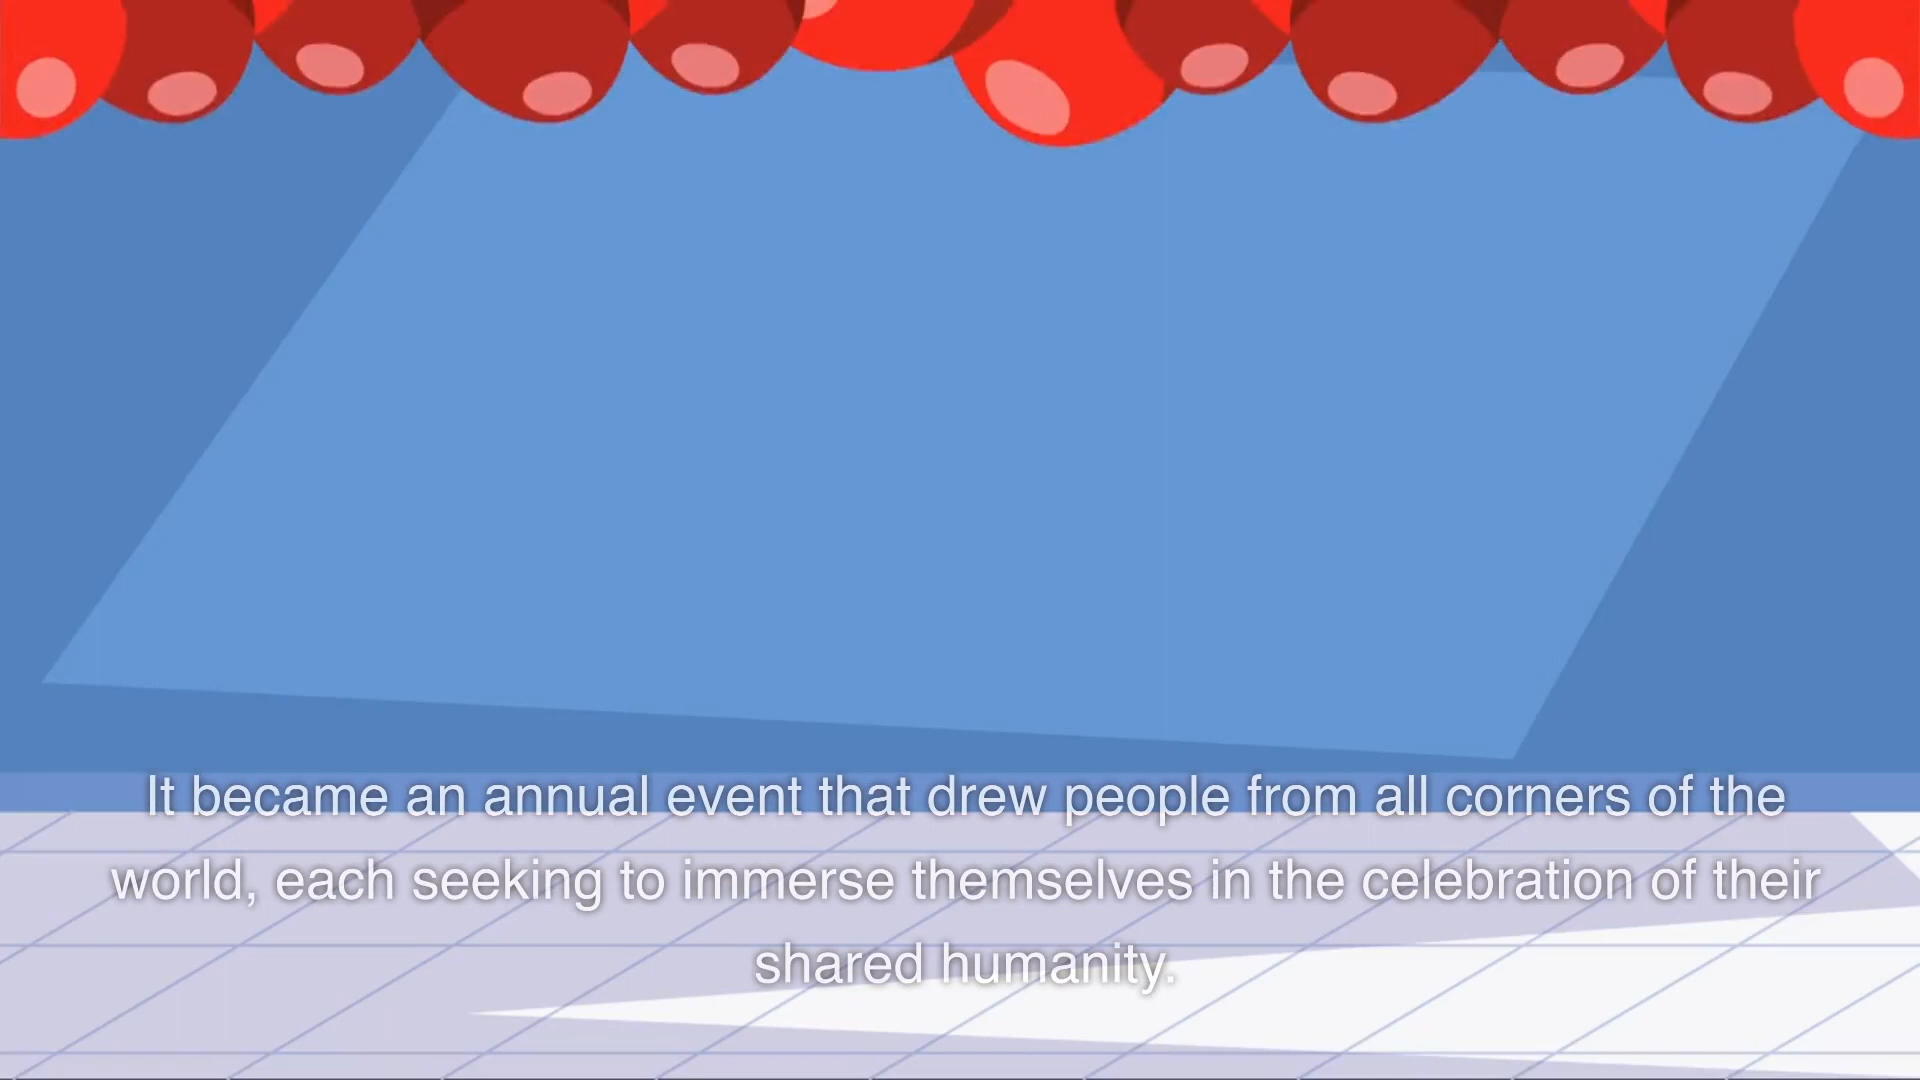 It became an annual event that drew people from all corners of the
world, each seeking to immerse themselves in the celebration of their
shared humanity.